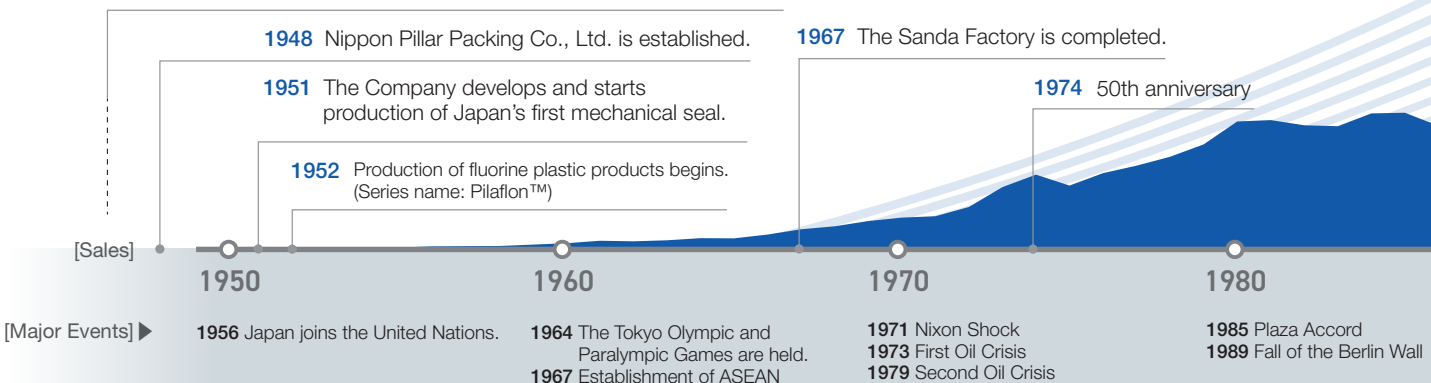 1948 Nippon Pillar Packing Co., Ltd. is established.
1967 The Sanda Factory is completed.
1951 The Company develops and starts
production of Japan’s first mechanical seal.
1974 50th anniversary
1952 Production of fluorine plastic products begins.
(Series name: Pilaflon™)
[Sales]
1950
1960
1970
1980
[Major Events]
1956 Japan joins the United Nations.
1964 The Tokyo Olympic and
Paralympic Games are held.
1967 Establishment of ASEAN
1971 Nixon Shock
1973 First Oil Crisis
1979 Second Oil Crisis
1985 Plaza Accord
1989 Fall of the Berlin Wall